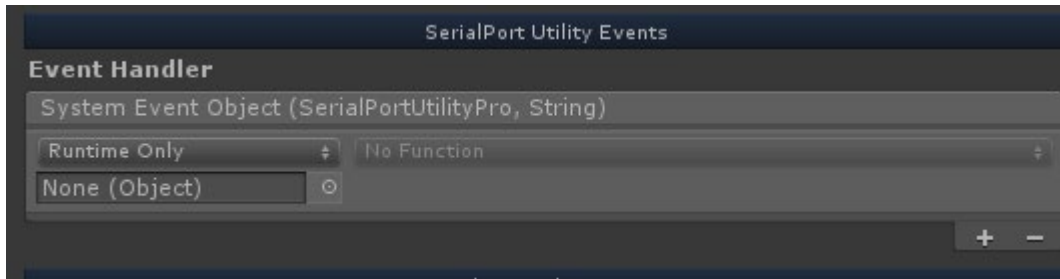 SerialPort Utility Events
Event Handler
System Event Object (SerialPortUtilityPro, String)
Runtime Only No Function
None (Object)
+ −